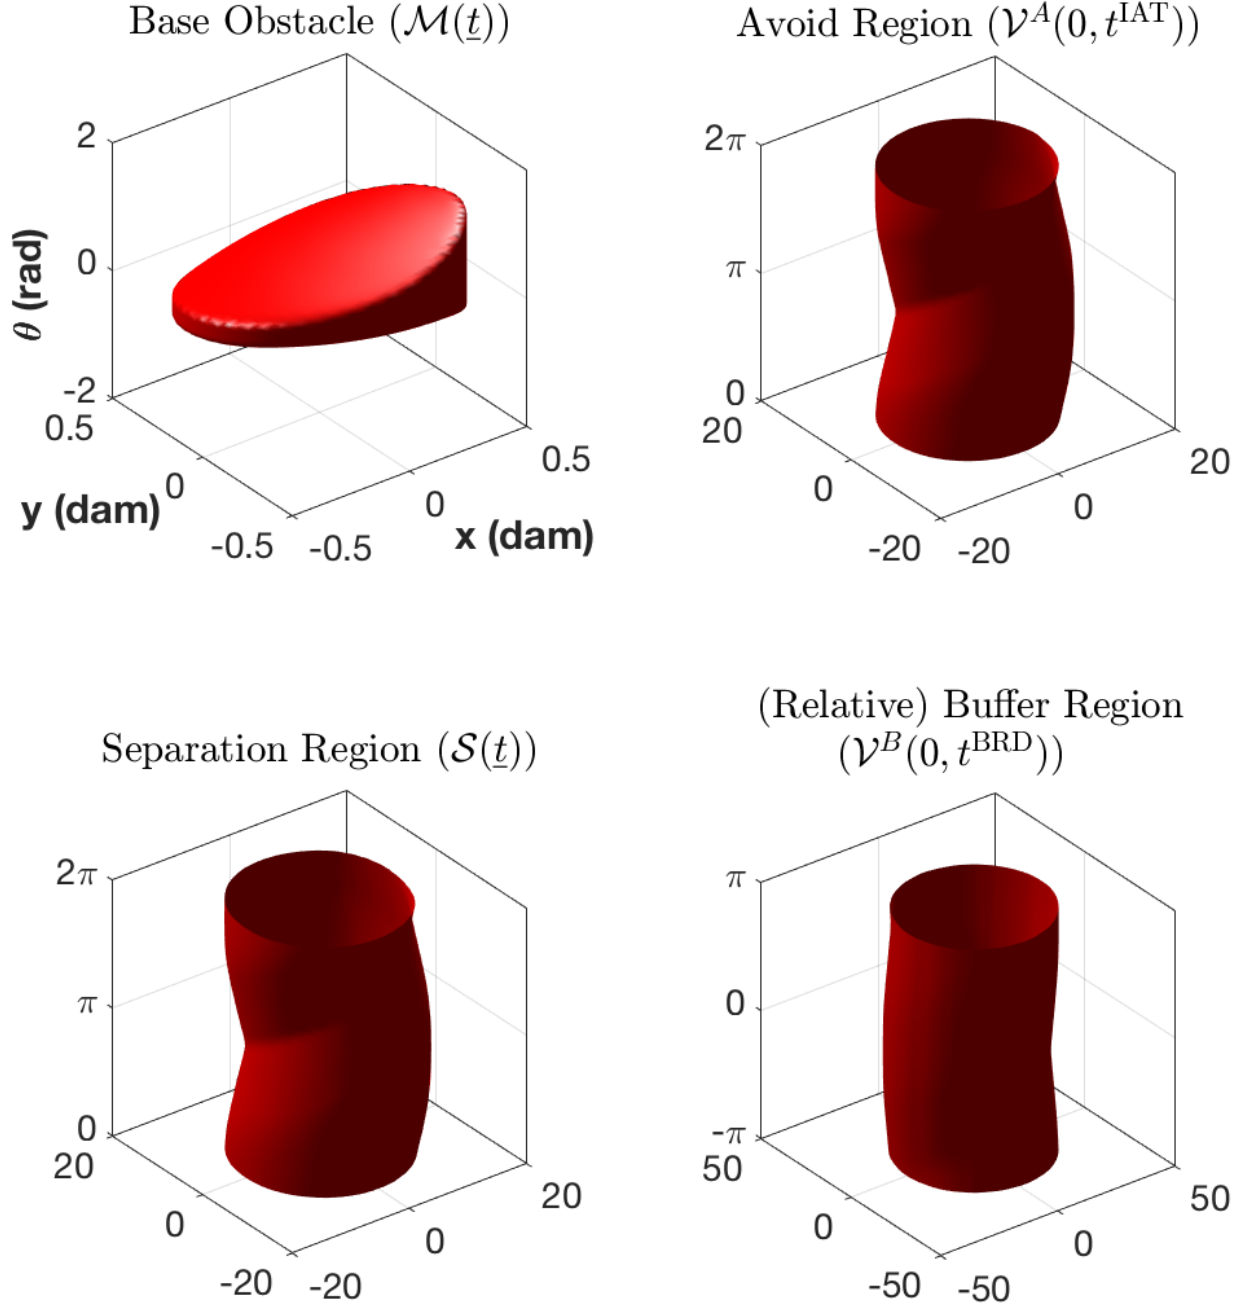 Base Obstacle (ℳ(t̲))
2
0
-2
θ (rad)
0.5
0
-0.5
y (dam)
-0.5
0
0.5
x (dam)
Avoid Region (𝒱^A(0, t^IAT))
2π
π
0
20
0
-20
-20
0
20
Separation Region (𝒮(t̲))
2π
π
0
20
0
-20
-20
0
20
(Relative) Buffer Region
(𝒱^B(0, t^BRD))
π
0
-π
50
0
-50
-50
0
50